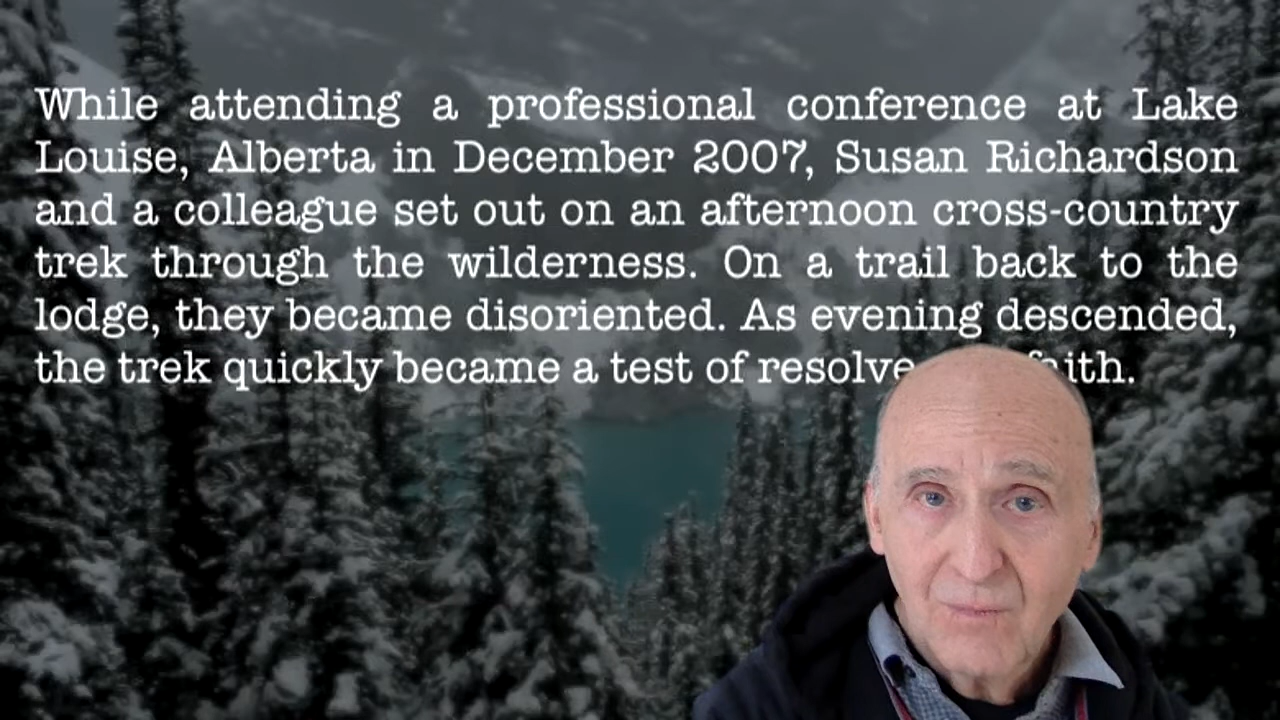 While attending a professional conference at Lake
Louise, Alberta in December 2007, Susan Richardson
and a colleague set out on an afternoon cross-country
trek through the wilderness. On a trail back to the
lodge, they became disoriented. As evening descended,
the trek quickly became a test of resolve